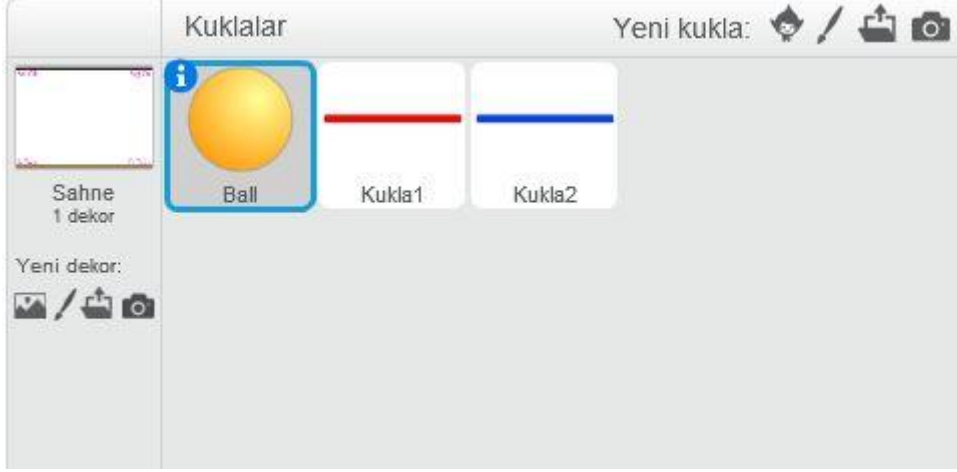 Kuklalar
Yeni kukla:
Ball
Kukla1
Kukla2
Sahne
1 dekor
Yeni dekor: